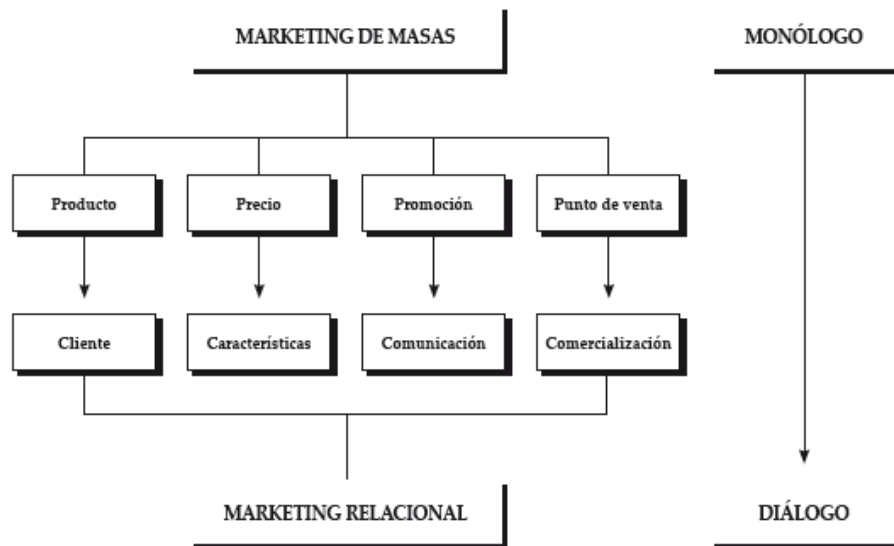 MARKETING DE MASAS
MONÓLOGO
Producto
Precio
Promoción
Punto de venta
Cliente
Características
Comunicación
Comercialización
MARKETING RELACIONAL
DIÁLOGO